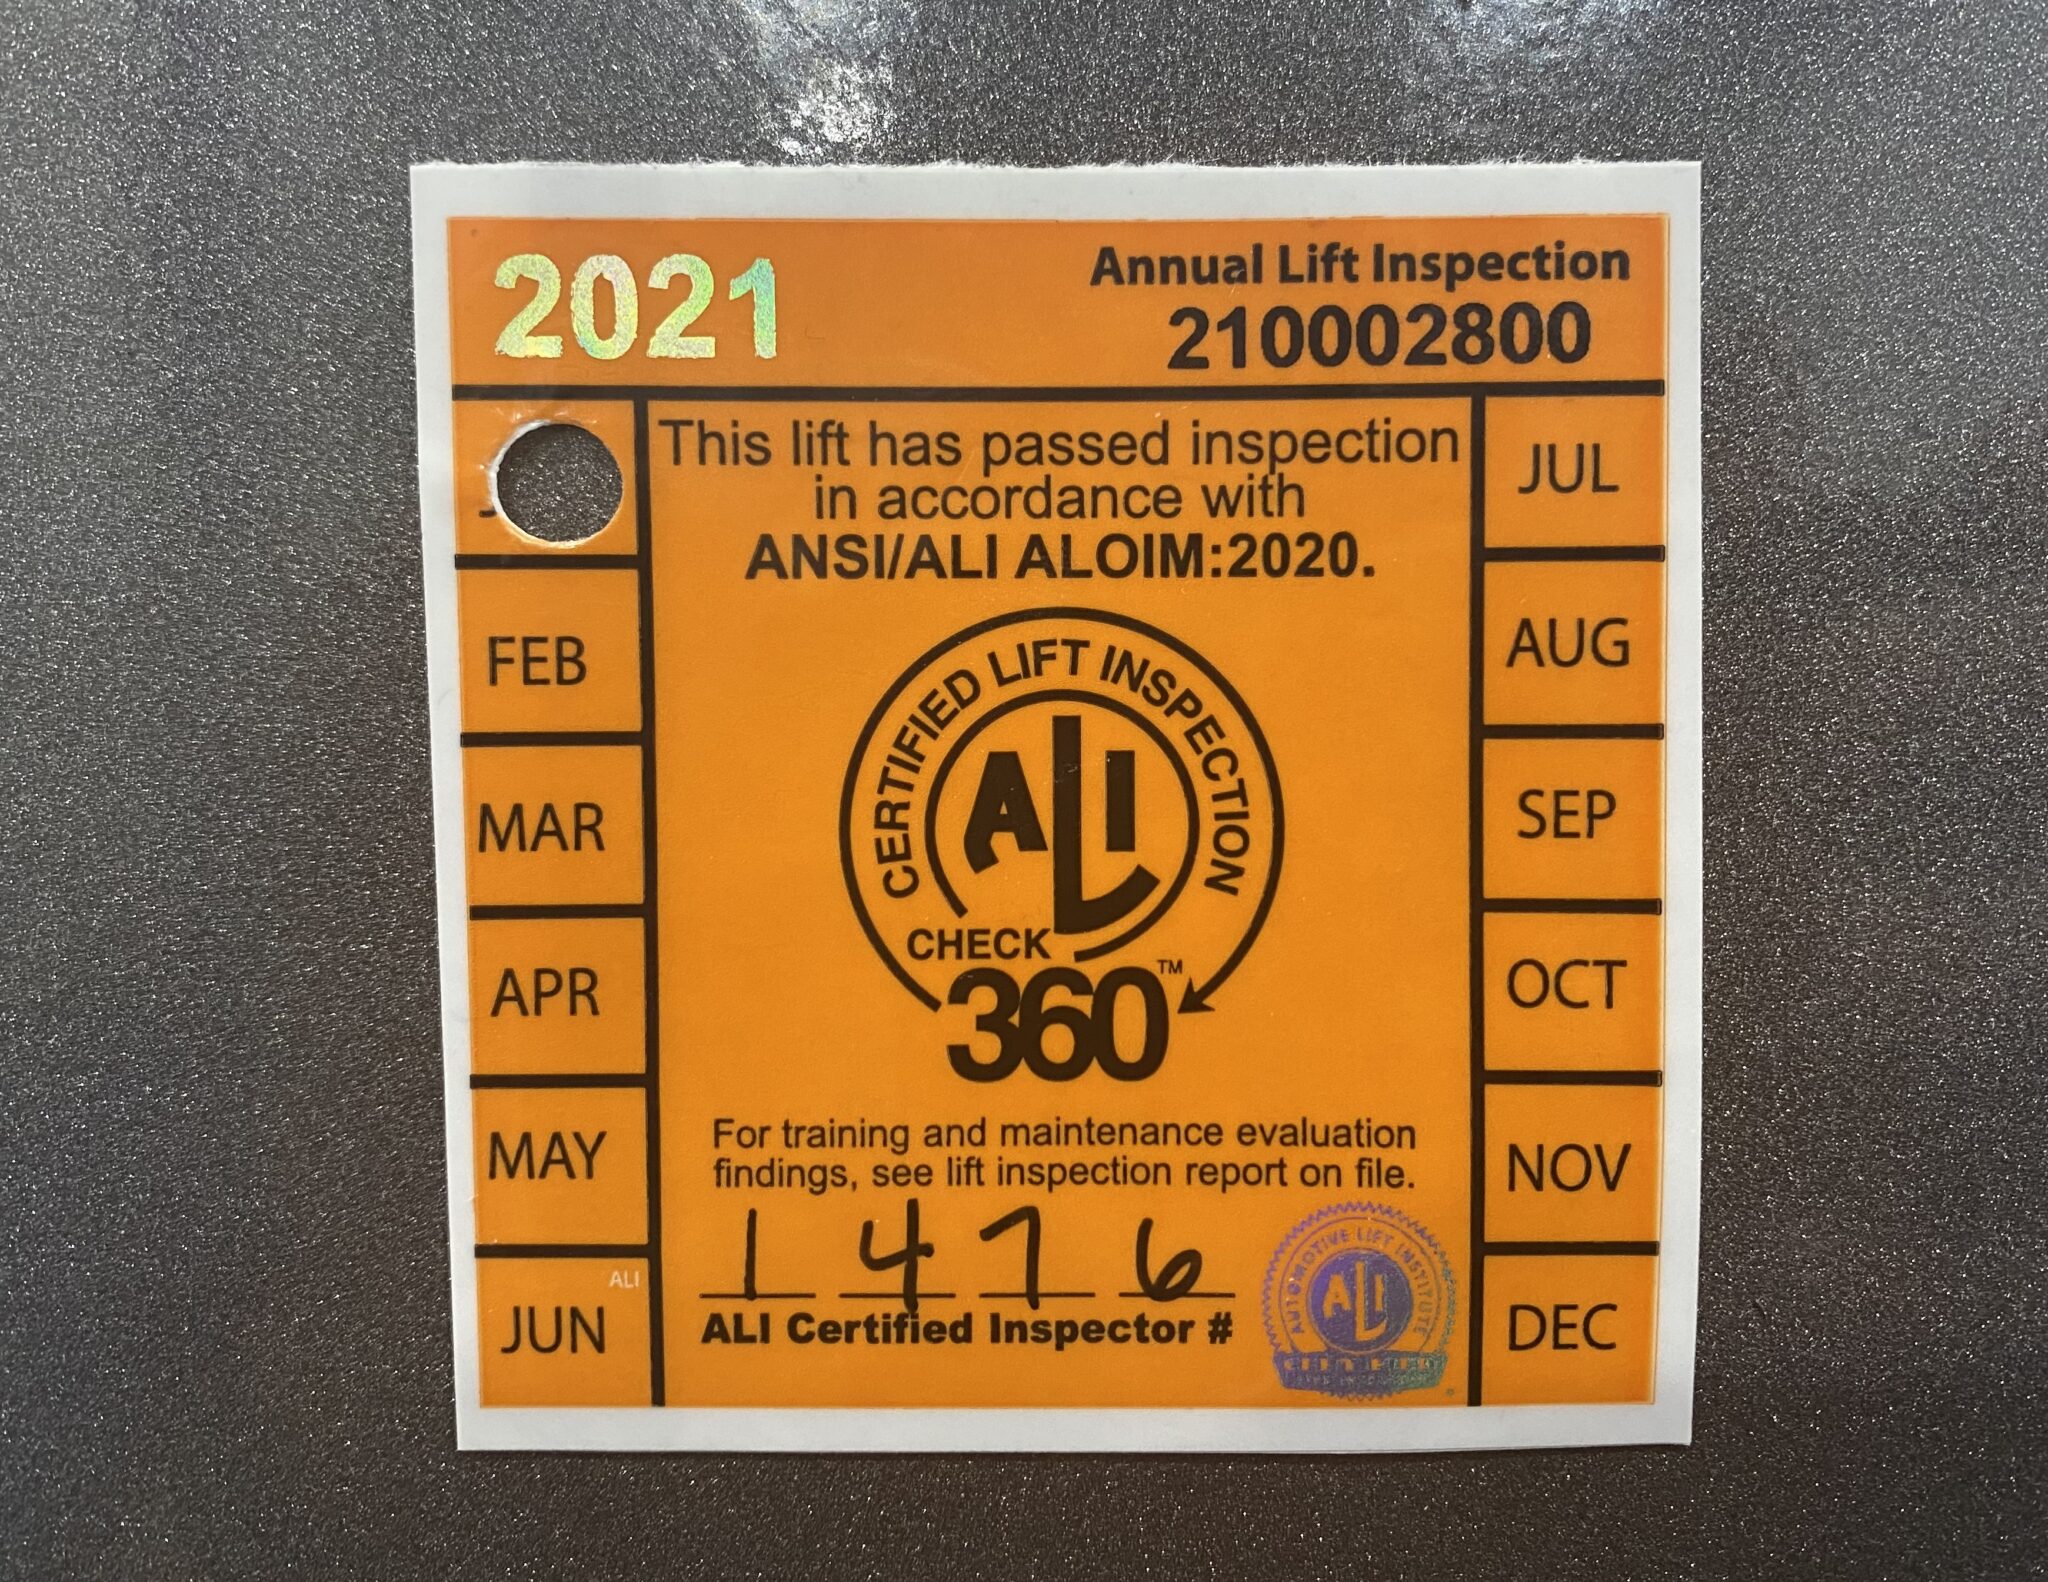 2021
Annual Lift Inspection
210002800
This lift has passed inspection
in accordance with
ANSI/ALI ALOIM:2020.
FEB
MAR
APR
MAY
JUN
ALI
JUL
AUG
SEP
OCT
NOV
DEC
CERTIFIED LIFT INSPECTION
ALI
CHECK
360™
For training and maintenance evaluation
findings, see lift inspection report on file.
1 4 7 6
ALI Certified Inspector #
AUTOMOTIVE LIFT INSTITUTE
ALI